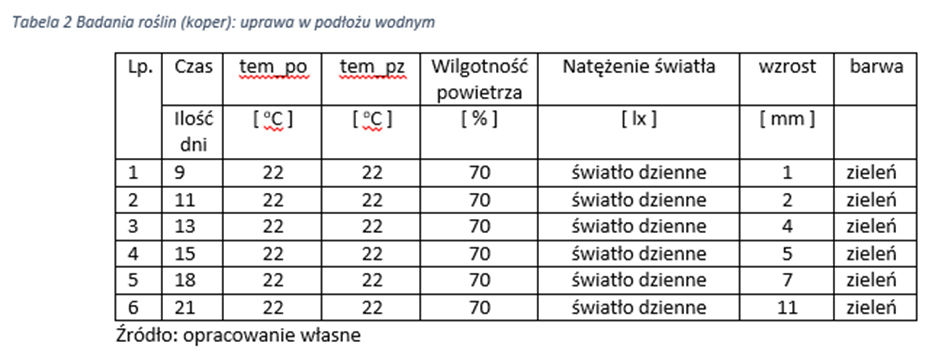 Tabela 2 Badania roślin (koper): uprawa w podłożu wodnym
Lp. Czas tem_po tem_pz Wilgotność powietrza Natężenie światła wzrost barwa
Ilość dni [ °C ] [ °C ] [ % ] [ lx ] [ mm ]
1 9 22 22 70 światło dzienne 1 zieleń
2 11 22 22 70 światło dzienne 2 zieleń
3 13 22 22 70 światło dzienne 4 zieleń
4 15 22 22 70 światło dzienne 5 zieleń
5 18 22 22 70 światło dzienne 7 zieleń
6 21 22 22 70 światło dzienne 11 zieleń
Źródło: opracowanie własne